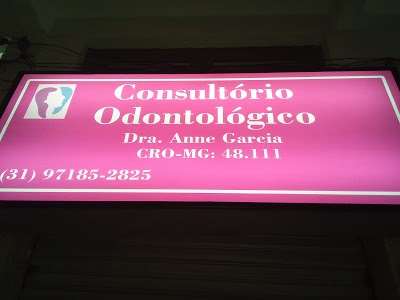 Consultório
Odontológico
Dra. Anne Garcia
CRO-MG: 48.111
(31) 97185-2825